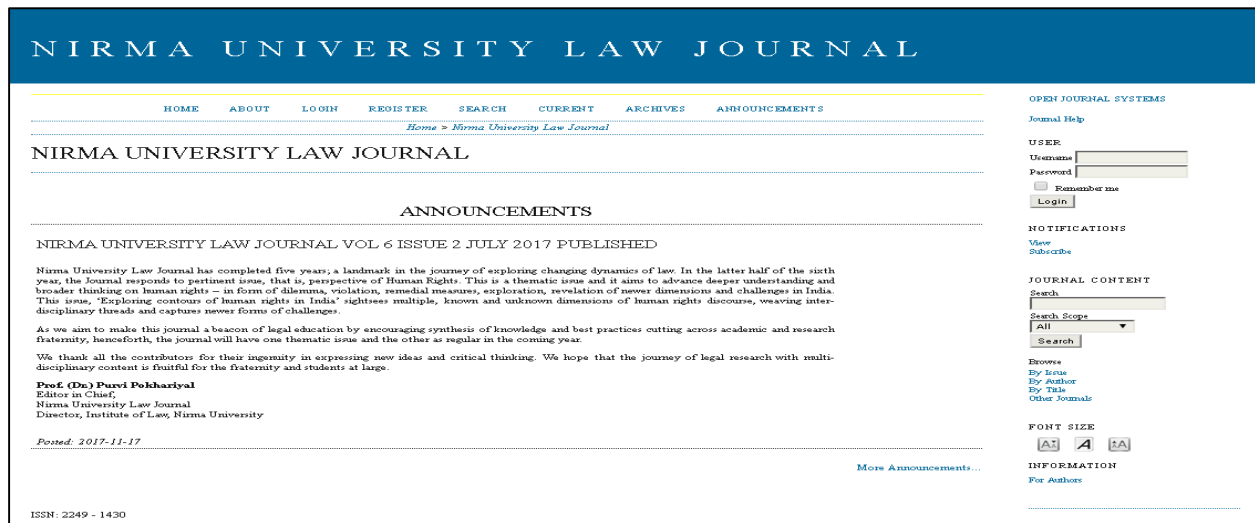 NIRMA UNIVERSITY LAW JOURNAL
HOME ABOUT LOGIN REGISTER SEARCH CURRENT ARCHIVES ANNOUNCEMENTS
Home > Nirma University Law Journal
NIRMA UNIVERSITY LAW JOURNAL
ANNOUNCEMENTS
NIRMA UNIVERSITY LAW JOURNAL VOL 6 ISSUE 2 JULY 2017 PUBLISHED
Nirma University Law Journal has completed five years; a landmark in the journey of exploring changing dynamics of law. In the latter half of the sixth
year, the Journal responds to pertinent issue, that is, perspective of Human Rights. This is a thematic issue and it aims to advance deeper understanding and
broader thinking on human rights – in form of dilemma, violation, remedial measures, exploration, revelation of newer dimensions and challenges in India.
This issue, ‘Exploring contours of human rights in India’ sightsees multiple, known and unknown dimensions of human rights discourse, weaving inter-
disciplinary threads and captures newer forms of challenges.
As we aim to make this journal a beacon of legal education by encouraging synthesis of knowledge and best practices cutting across academic and research
fraternity, henceforth, the journal will have one thematic issue and the other as regular in the coming year.
We thank all the contributors for their ingenuity in expressing new ideas and critical thinking. We hope that the journey of legal research with multi-
disciplinary content is fruitful for the fraternity and students at large.
Prof. (Dr.) Purvi Pokhariyal
Editor in Chief,
Nirma University Law Journal
Director, Institute of Law, Nirma University
Posted: 2017-11-17
More Announcements...
ISSN: 2249 - 1430
OPEN JOURNAL SYSTEMS
Journal Help
USER
Username
Password
Remember me
Login
NOTIFICATIONS
View
Subscribe
JOURNAL CONTENT
Search
Search Scope
All
Search
Browse
By Issue
By Author
By Title
Other Journals
FONT SIZE
A A A
INFORMATION
For Authors